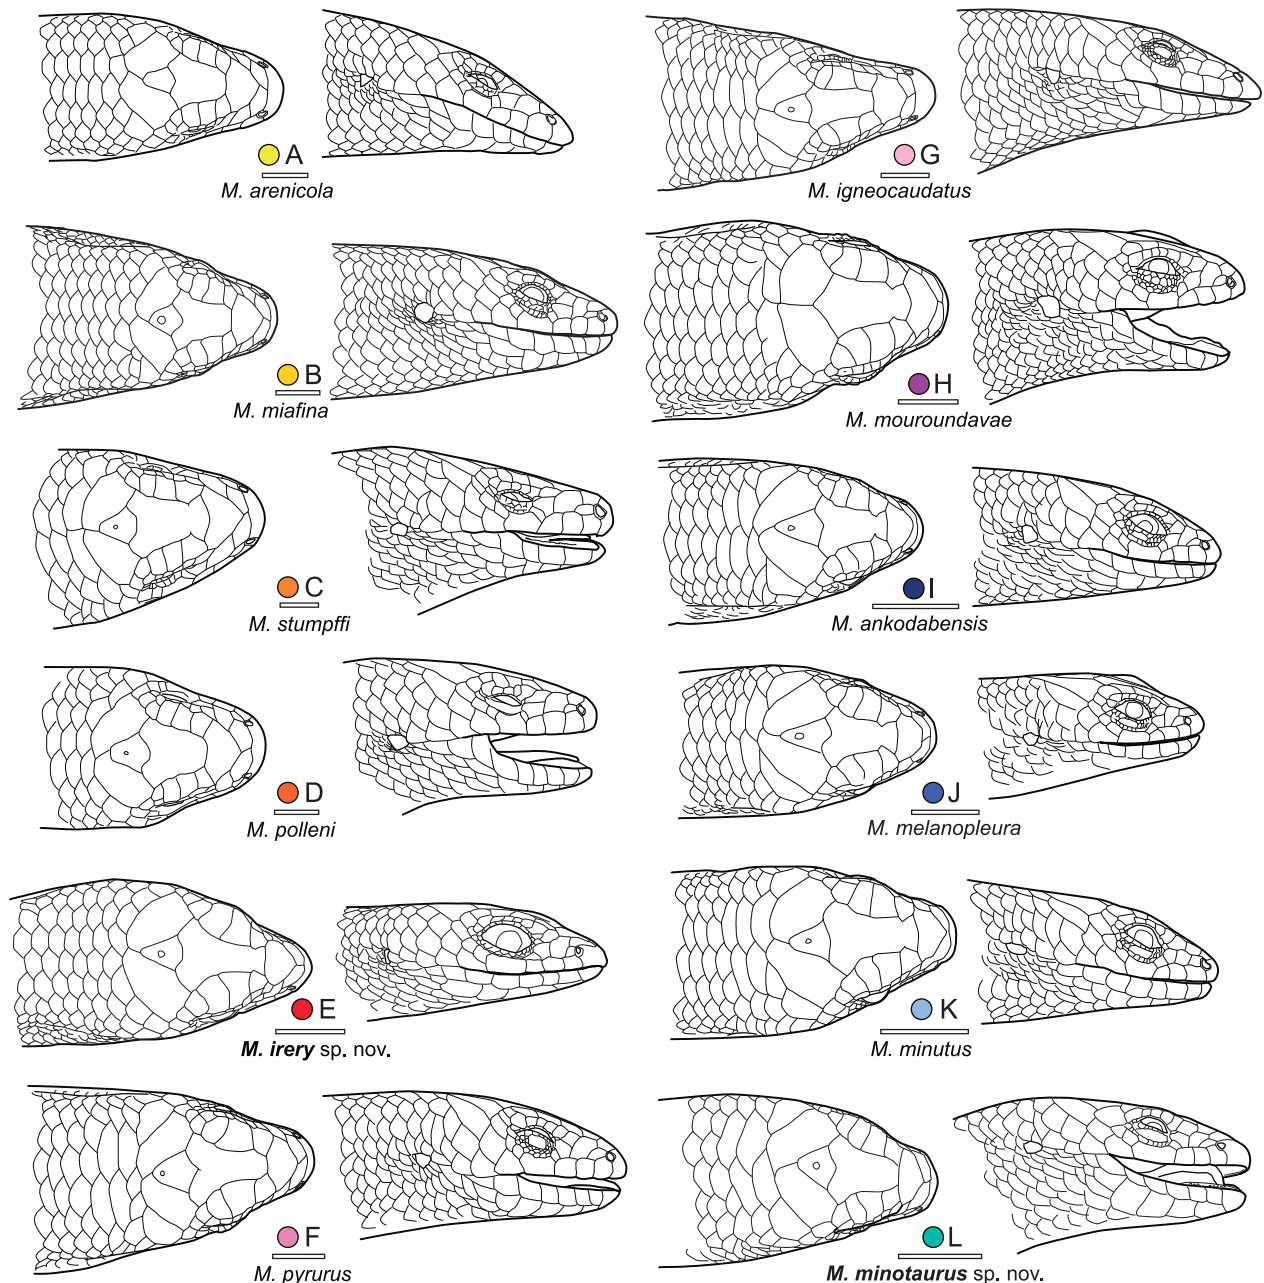 A
M. arenicola
G
M. igneocaudatus
B
M. miafina
H
M. mouroundavae
C
M. stumpffi
I
M. ankodabensis
D
M. polleni
J
M. melanopleura
E
M. irery sp. nov.
K
M. minutus
F
M. pyrurus
L
M. minotaurus sp. nov.